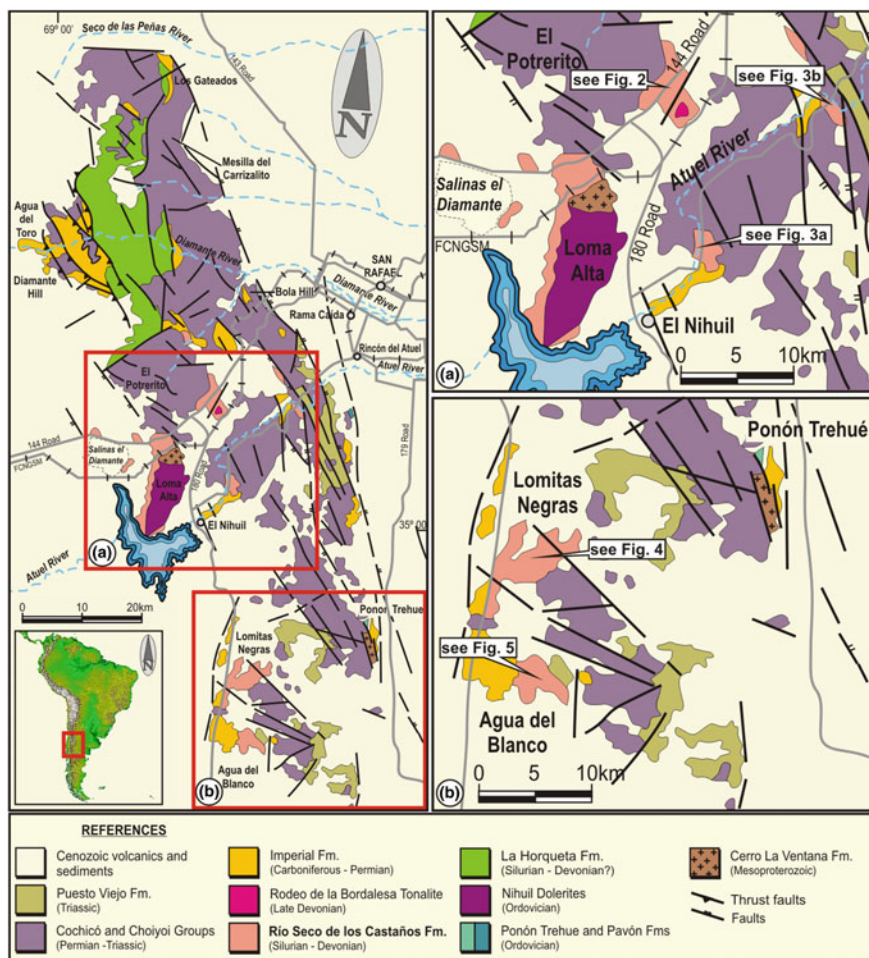 69º 00'
Seco de las Peñas River
143 Road
Los Gateados
N
Mesilla del
Carrizalito
Agua
del
Toro
Diamante River
Diamante
Hill
SAN
RAFAEL
Bola Hill
Diamante River
Rama Caída
Rincón del Atuel
Atuel River
El
Potrerito
144 Road
Salinas el
Diamante
FCNGSM
180 Road
179 Road
Loma
Alta
El Nihuil
35º 00'
(a)
Atuel River
0 10 20km
Ponón Trehué
Lomitas
Negras
N
Agua del
Blanco
(b)
El
Potrerito
144 Road
see Fig. 2
see Fig. 3b
Atuel River
Salinas el
Diamante
FCNGSM
180 Road
see Fig. 3a
Loma
Alta
El Nihuil
(a)
0 5 10km
Ponón Trehué
Lomitas
Negras
see Fig. 4
see Fig. 5
Agua del
Blanco
(b)
0 5 10km
REFERENCES
Cenozoic volcanics and
sediments
Puesto Viejo Fm.
(Triassic)
Cochicó and Choiyoi Groups
(Permian -Triassic)
Imperial Fm.
(Carboniferous - Permian)
Rodeo de la Bordalesa Tonalite
(Late Devonian)
Río Seco de los Castaños Fm.
(Silurian - Devonian)
La Horqueta Fm.
(Silurian - Devonian?)
Nihuil Dolerites
(Ordovician)
Ponón Trehue and Pavón Fms
(Ordovician)
Cerro La Ventana Fm.
(Mesoproterozoic)
Thrust faults
Faults